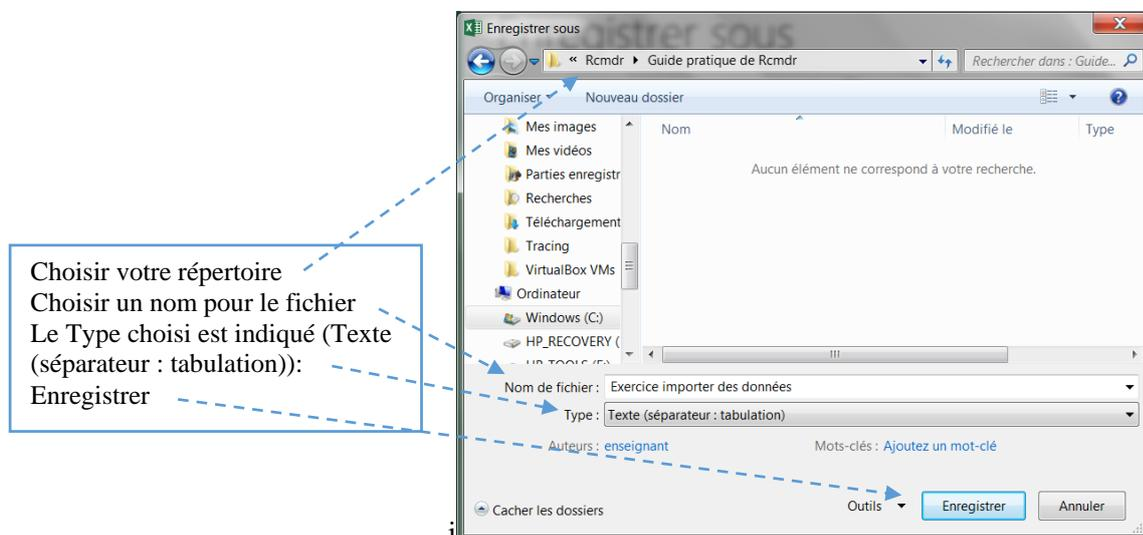 Enregistrer sous
« Rcmdr ▸ Guide pratique de Rcmdr
Rechercher dans : Guide...
Organiser
Nouveau dossier
Mes images
Mes vidéos
Parties enregistr
Recherches
Téléchargement
Tracing
VirtualBox VMs
Ordinateur
Windows (C:)
HP_RECOVERY (
HP_TOOLS (E:)
Nom
Modifié le
Type
Aucun élément ne correspond à votre recherche.
Choisir votre répertoire
Choisir un nom pour le fichier
Le Type choisi est indiqué (Texte
(séparateur : tabulation)):
Enregistrer
Nom de fichier : Exercice importer des données
Type : Texte (séparateur : tabulation)
Auteurs : enseignant
Mots-clés : Ajoutez un mot-clé
Cacher les dossiers
Outils
Enregistrer
Annuler
i